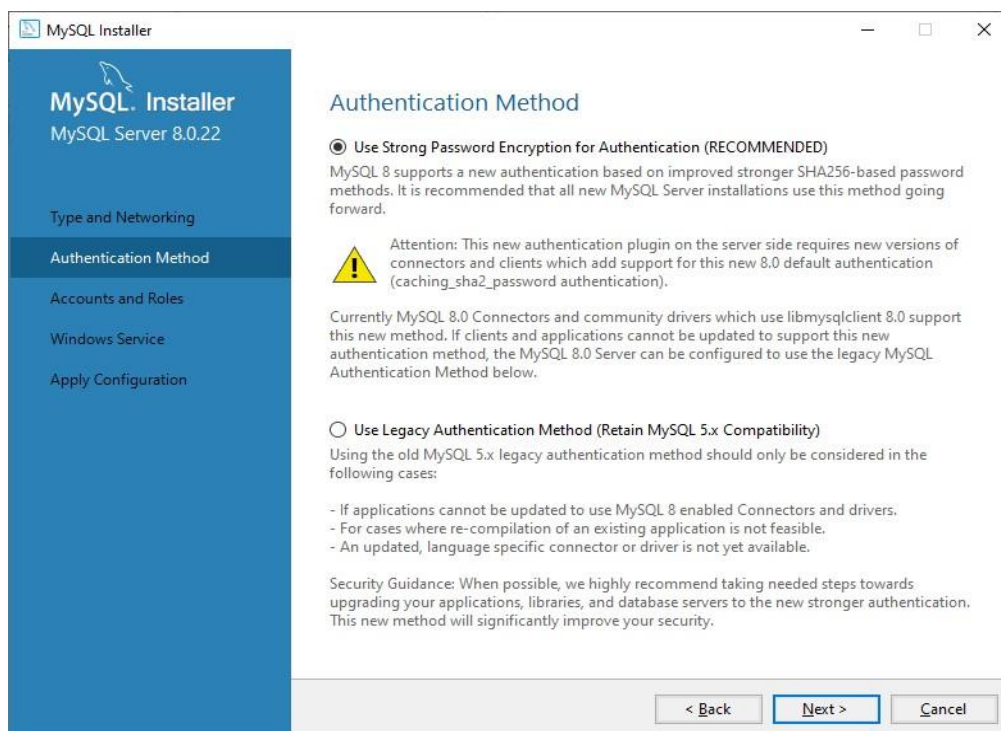 MySQL Installer
MySQL. Installer
MySQL Server 8.0.22
Type and Networking
Authentication Method
Accounts and Roles
Windows Service
Apply Configuration
Authentication Method
Use Strong Password Encryption for Authentication (RECOMMENDED)
MySQL 8 supports a new authentication based on improved stronger SHA256-based password
methods. It is recommended that all new MySQL Server installations use this method going
forward.
Attention: This new authentication plugin on the server side requires new versions of
connectors and clients which add support for this new 8.0 default authentication
(caching_sha2_password authentication).
Currently MySQL 8.0 Connectors and community drivers which use libmysqlclient 8.0 support
this new method. If clients and applications cannot be updated to support this new
authentication method, the MySQL 8.0 Server can be configured to use the legacy MySQL
Authentication Method below.
Use Legacy Authentication Method (Retain MySQL 5.x Compatibility)
Using the old MySQL 5.x legacy authentication method should only be considered in the
following cases:
- If applications cannot be updated to use MySQL 8 enabled Connectors and drivers.
- For cases where re-compilation of an existing application is not feasible.
- An updated, language specific connector or driver is not yet available.
Security Guidance: When possible, we highly recommend taking needed steps towards
upgrading your applications, libraries, and database servers to the new stronger authentication.
This new method will significantly improve your security.
< Back
Next >
Cancel